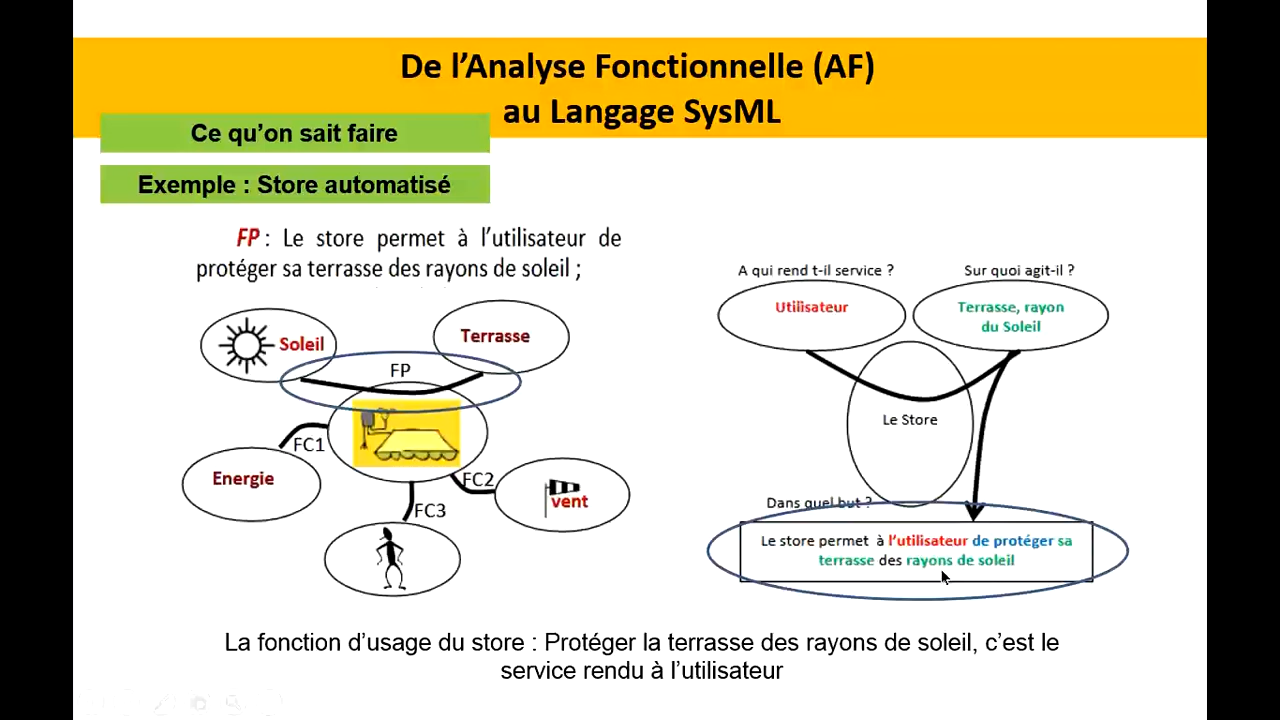 De l'Analyse Fonctionnelle (AF)
au Langage SysML
Ce qu'on sait faire
Exemple : Store automatisé
FP : Le store permet à l'utilisateur de
protéger sa terrasse des rayons de soleil ;
Soleil
Terrasse
FP
FC1
Energie
FC2
vent
FC3
A qui rend t-il service ?
Sur quoi agit-il ?
Utilisateur
Terrasse, rayon
du Soleil
Le Store
Dans quel but ?
Le store permet à l'utilisateur de protéger sa
terrasse des rayons de soleil
La fonction d'usage du store : Protéger la terrasse des rayons de soleil, c'est le
service rendu à l'utilisateur